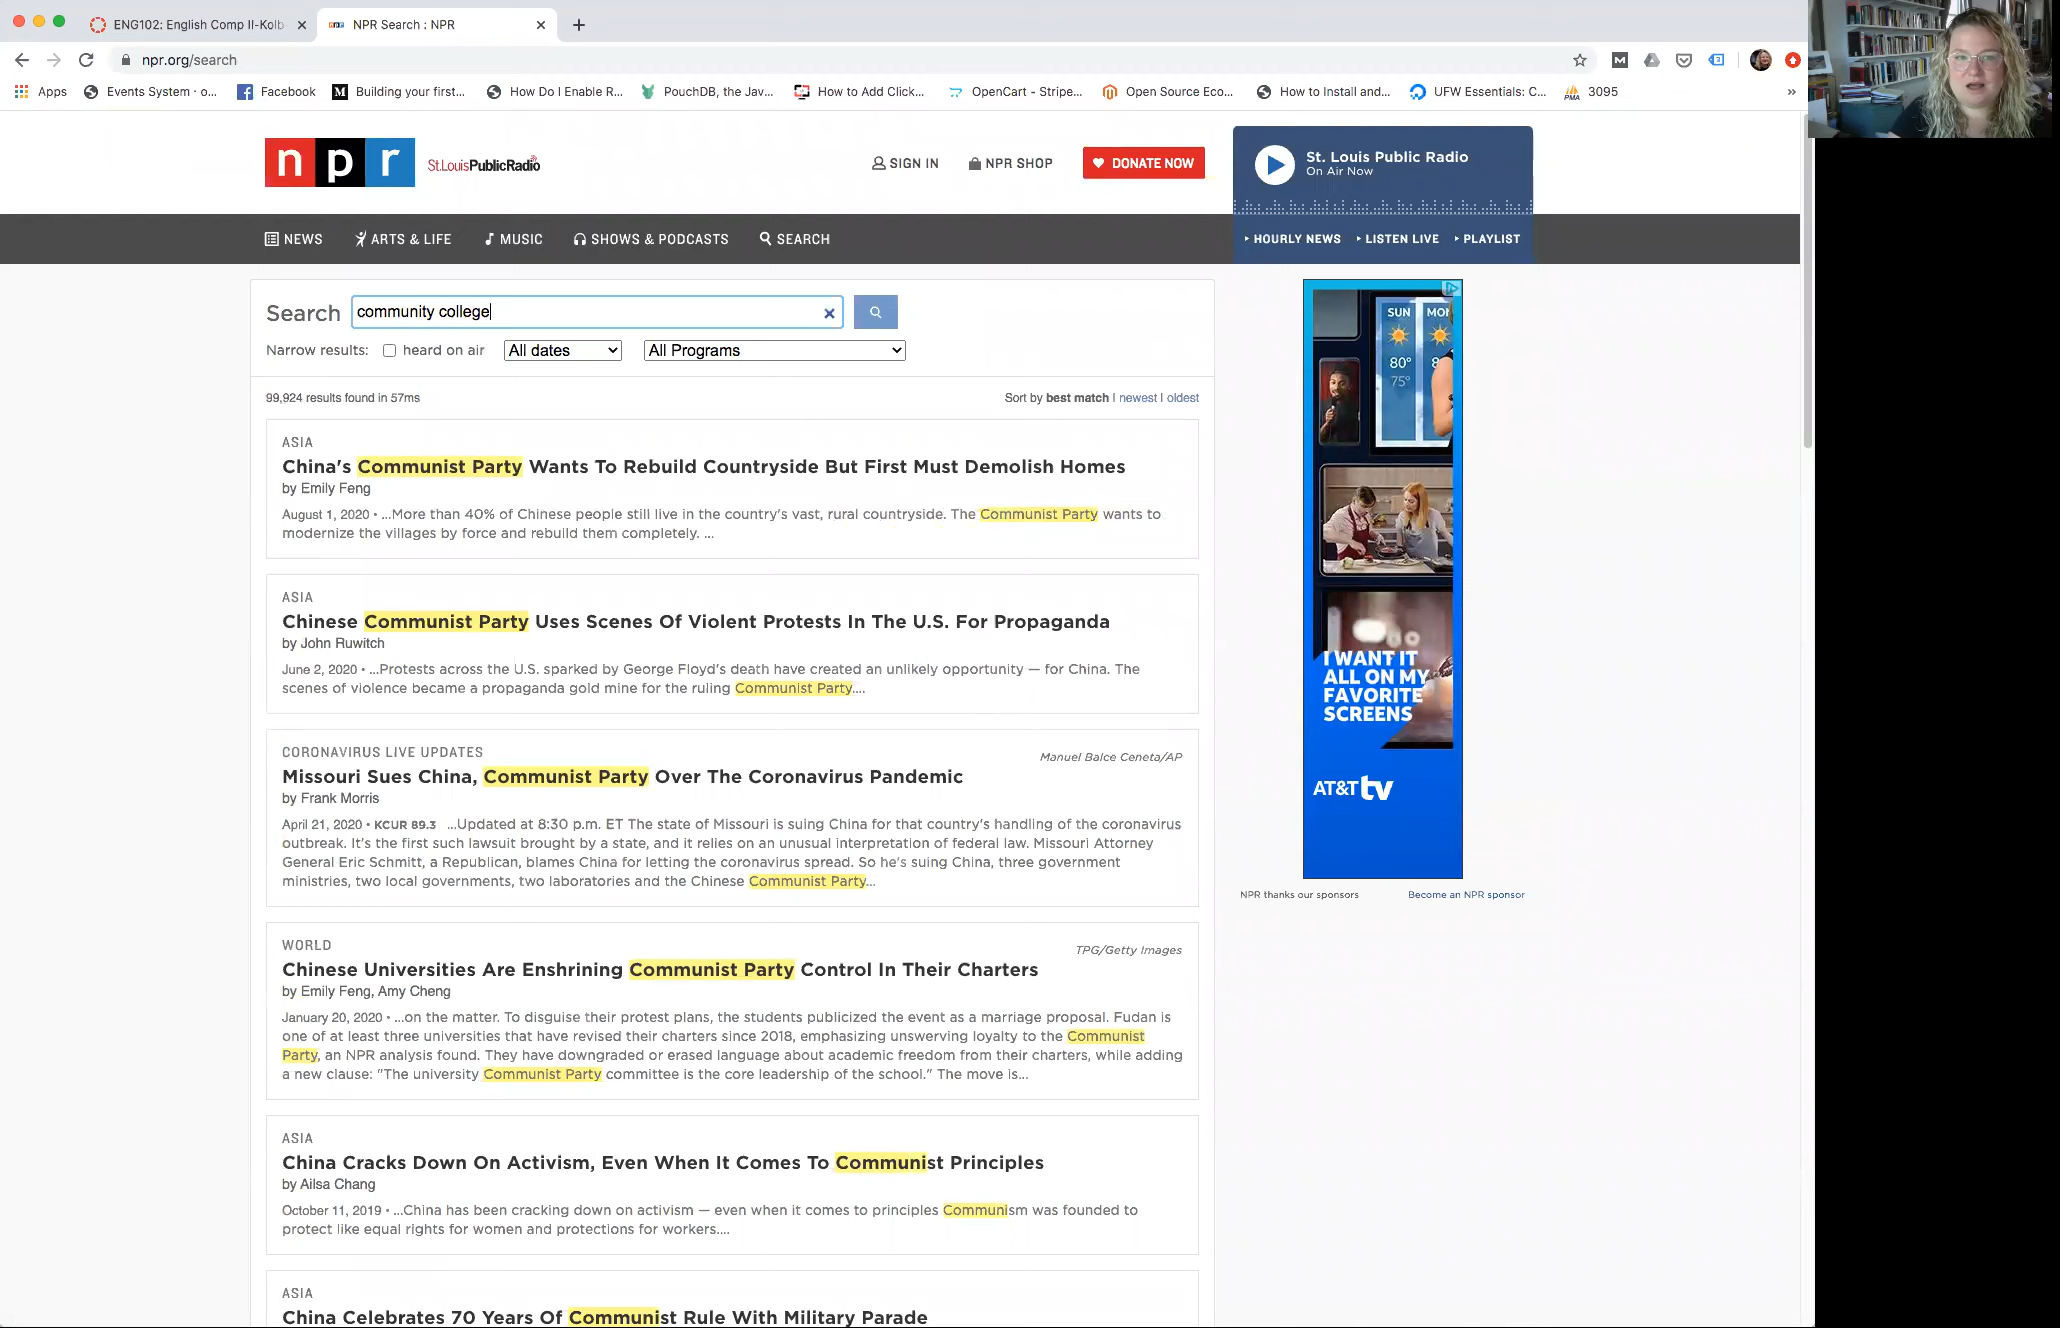 ENG102: English Comp II-Kolb
NPR Search : NPR
npr.org/search
Apps
Events System · o...
Facebook
Building your first...
How Do I Enable R...
PouchDB, the Jav...
How to Add Click...
OpenCart - Stripe...
Open Source Eco...
How to Install and...
UFW Essentials: C...
3095
npr
St.LouisPublicRadio
SIGN IN
NPR SHOP
DONATE NOW
St. Louis Public Radio
On Air Now
NEWS
ARTS & LIFE
MUSIC
SHOWS & PODCASTS
SEARCH
HOURLY NEWS
LISTEN LIVE
PLAYLIST
Search community college
Narrow results: heard on air All dates All Programs
99,924 results found in 57ms
Sort by best match | newest | oldest
ASIA
China's Communist Party Wants To Rebuild Countryside But First Must Demolish Homes
by Emily Feng
August 1, 2020 • ...More than 40% of Chinese people still live in the country's vast, rural countryside. The Communist Party wants to
modernize the villages by force and rebuild them completely. ...
ASIA
Chinese Communist Party Uses Scenes Of Violent Protests In The U.S. For Propaganda
by John Ruwitch
June 2, 2020 • ...Protests across the U.S. sparked by George Floyd's death have created an unlikely opportunity — for China. The
scenes of violence became a propaganda gold mine for the ruling Communist Party....
CORONAVIRUS LIVE UPDATES
Manuel Balce Ceneta/AP
Missouri Sues China, Communist Party Over The Coronavirus Pandemic
by Frank Morris
April 21, 2020 • KCUR 89.3 ...Updated at 8:30 p.m. ET The state of Missouri is suing China for that country's handling of the coronavirus
outbreak. It's the first such lawsuit brought by a state, and it relies on an unusual interpretation of federal law. Missouri Attorney
General Eric Schmitt, a Republican, blames China for letting the coronavirus spread. So he's suing China, three government
ministries, two local governments, two laboratories and the Chinese Communist Party...
WORLD
TPG/Getty Images
Chinese Universities Are Enshrining Communist Party Control In Their Charters
by Emily Feng, Amy Cheng
January 20, 2020 • ...on the matter. To disguise their protest plans, the students publicized the event as a marriage proposal. Fudan is
one of at least three universities that have revised their charters since 2018, emphasizing unswerving loyalty to the Communist
Party, an NPR analysis found. They have downgraded or erased language about academic freedom from their charters, while adding
a new clause: "The university Communist Party committee is the core leadership of the school." The move is...
ASIA
China Cracks Down On Activism, Even When It Comes To Communist Principles
by Ailsa Chang
October 11, 2019 • ...China has been cracking down on activism — even when it comes to principles Communism was founded to
protect like equal rights for women and protections for workers....
ASIA
China Celebrates 70 Years Of Communist Rule With Military Parade
SUN MON
80° 8
75°
I WANT IT
ALL ON MY
FAVORITE
SCREENS
AT&T tv
NPR thanks our sponsors
Become an NPR sponsor